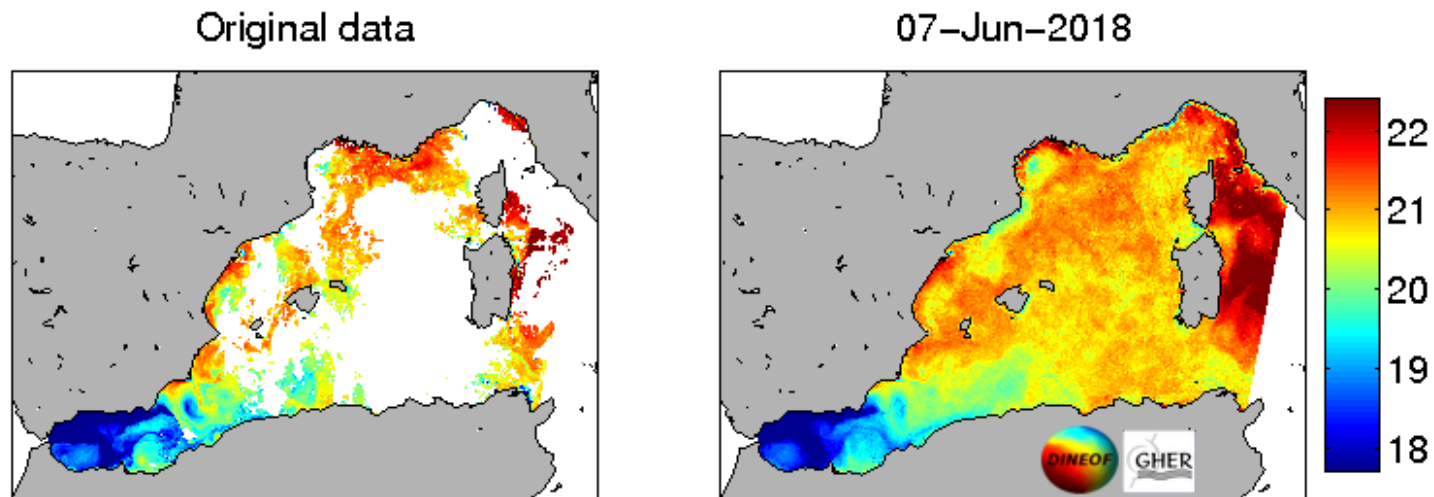 Original data
07-Jun-2018
22
21
20
19
18
DINEOF
GHER